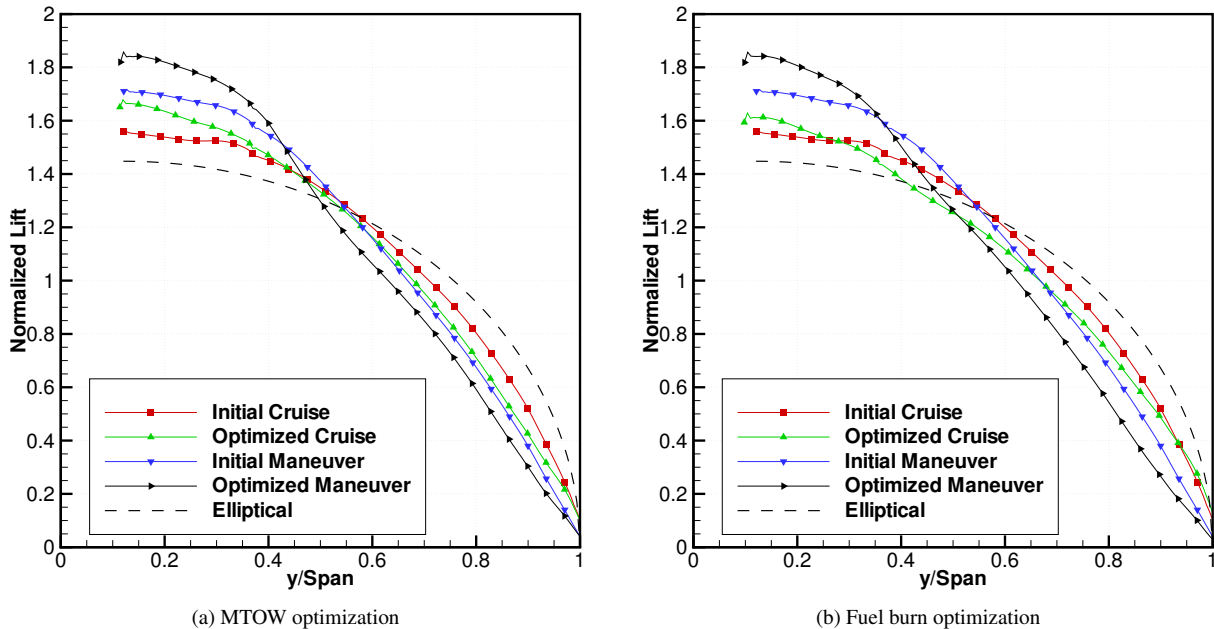 2
1.8
1.6
1.4
1.2
1
0.8
0.6
0.4
0.2
0
Normalized Lift
Initial Cruise
Optimized Cruise
Initial Maneuver
Optimized Maneuver
Elliptical
0
0.2
0.4
0.6
0.8
1
y/Span
(a) MTOW optimization
2
1.8
1.6
1.4
1.2
1
0.8
0.6
0.4
0.2
0
Normalized Lift
Initial Cruise
Optimized Cruise
Initial Maneuver
Optimized Maneuver
Elliptical
0
0.2
0.4
0.6
0.8
1
y/Span
(b) Fuel burn optimization